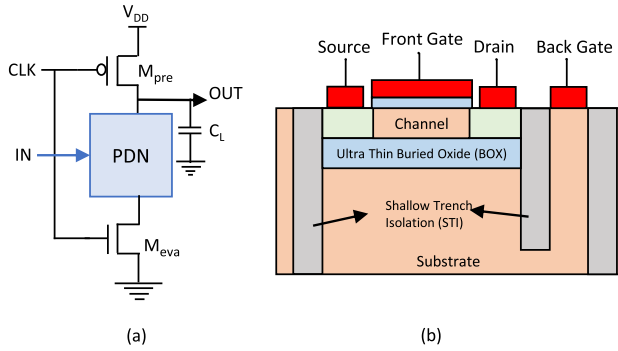 V_DD
CLK
M_pre
OUT
C_L
IN
PDN
M_eva
(a)
Source
Front Gate
Drain
Back Gate
Channel
Ultra Thin Buried Oxide (BOX)
Shallow Trench
Isolation (STI)
Substrate
(b)